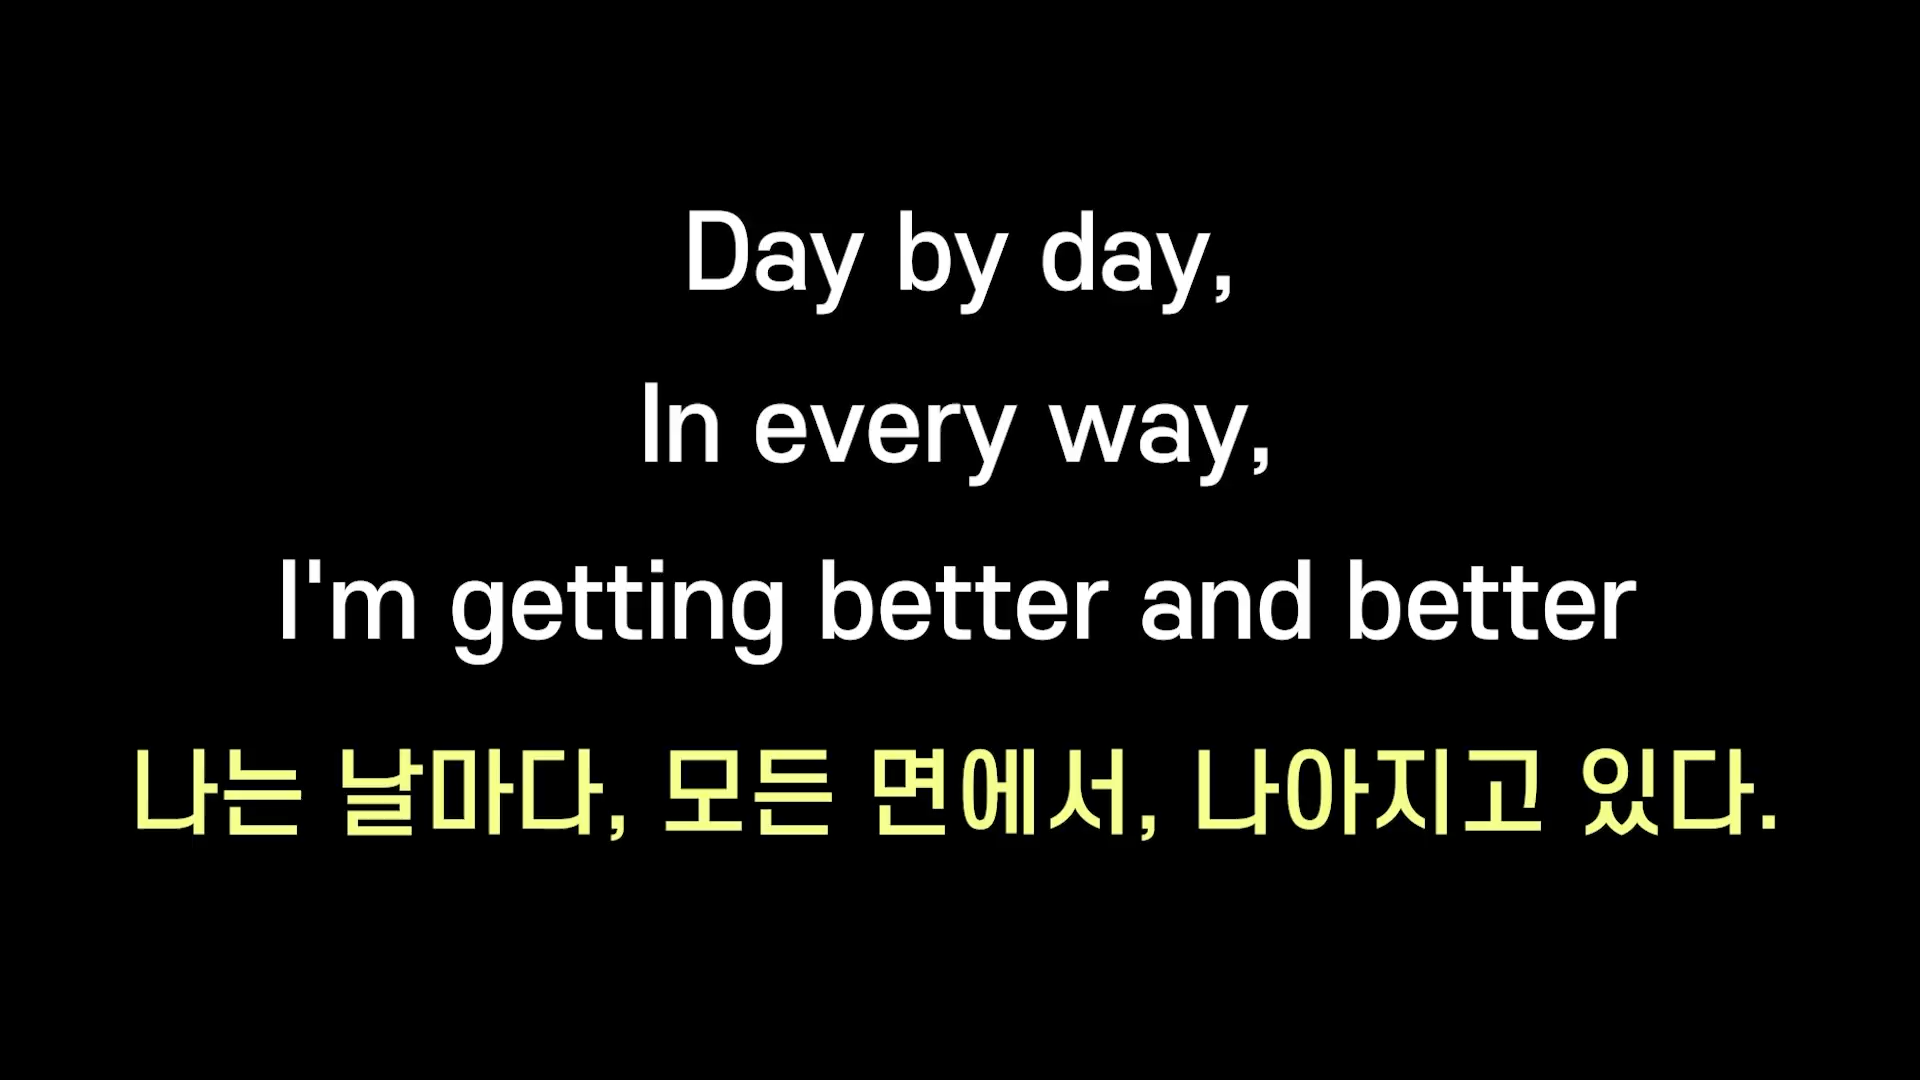 Day by day,
In every way,
I'm getting better and better
나는 날마다, 모든 면에서, 나아지고 있다.